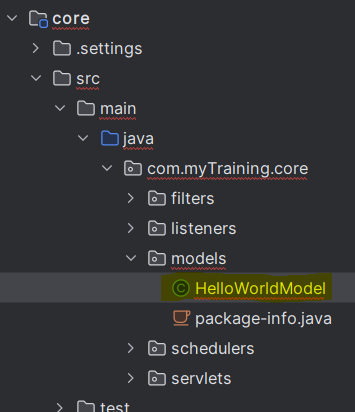 core
.settings
src
main
java
com.myTraining.core
filters
listeners
models
HelloWorldModel
package-info.java
schedulers
servlets
test